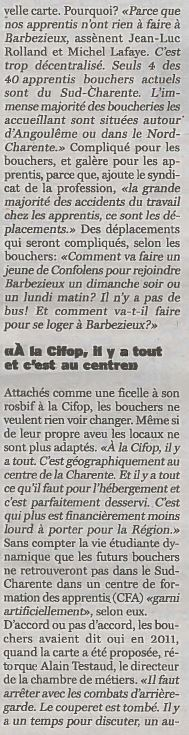 velle carte. Pourquoi? «Parce que
nos apprentis n'ont rien à faire à
Barbezieux, assènent Jean-Luc
Rolland et Michel Lafaye. C'est
trop décentralisé. Seuls 4 des
40 apprentis bouchers actuels
sont du Sud-Charente. L'im-
mense majorité des boucheries les
accueillant sont situées autour
d'Angoulême ou dans le Nord-
Charente.» Compliqué pour les
bouchers, et galère pour les ap-
prentis, parce que, ajoute le syndi-
cat de la profession, «la grande
majorité des accidents du travail
chez les apprentis, ce sont les dé-
placements.» Des déplacements
qui seront compliqués, selon les
bouchers: «Comment va faire un
jeune de Confolens pour rejoindre
Barbezieux un dimanche soir ou
un lundi matin? Il n'y a pas de
bus! Et comment va-t-il faire
pour se loger à Barbezieux?»
«À la Cifop, il y a tout
et c'est au centre»
Attachés comme une ficelle à son
rosbif à la Cifop, les bouchers ne
veulent rien voir changer. Même si
de leur propre aveu les locaux ne
sont plus adaptés. «À la Cifop, il y
a tout. C'est géographiquement au
centre de la Charente. Et il y a tout
ce qu'il faut pour l'hébergement et
c'est parfaitement desservi. C'est
qui plus est financièrement moins
lourd à porter pour la Région.»
Sans compter la vie étudiante dy-
namique que les futurs bouchers
ne retrouveront pas dans le Sud-
Charente dans un centre de for-
mation des apprentis (CFA) «garni
artificiellement», selon eux.
D'accord ou pas d'accord, les bou-
chers avaient dit oui en 2011,
quand la carte a été proposée, ré-
torque Alain Testaud, le directeur
de la chambre de métiers. «Il faut
arrêter avec les combats d'arrière-
garde. Le couperet est tombé. Il y
a un temps pour discuter, un au-